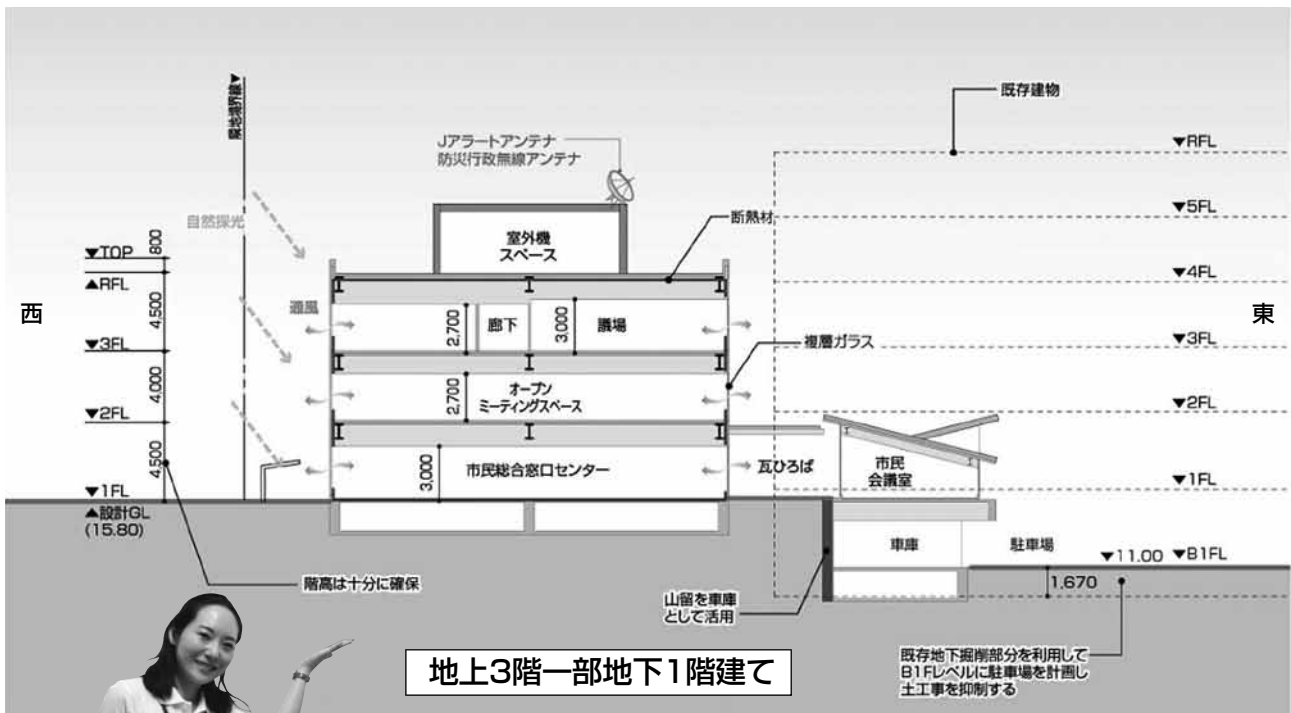 隣地境界線▼
既存建物
Jアラートアンテナ
防災行政無線アンテナ
▼RFL
自然採光
断熱材
▼5FL
室外機
スペース
▼TOP
800
▲RFL
▼4FL
西
東
4,500
通風
2,700
廊下
3,000
議場
▼3FL
▼3FL
複層ガラス
4,000
2,700
オープン
ミーティングスペース
▼2FL
▼2FL
4,500
3,000
市民総合窓口センター
瓦ひろば
市民
会議室
▼1FL
▼1FL
▲設計GL
(15.80)
車庫
駐車場
▼11.00
▼B1FL
1.670
階高は十分に確保
山留を車庫
として活用
地上3階一部地下1階建て
既存地下掘削部分を利用して
B1Fレベルに駐車場を計画し
土工事を抑制する